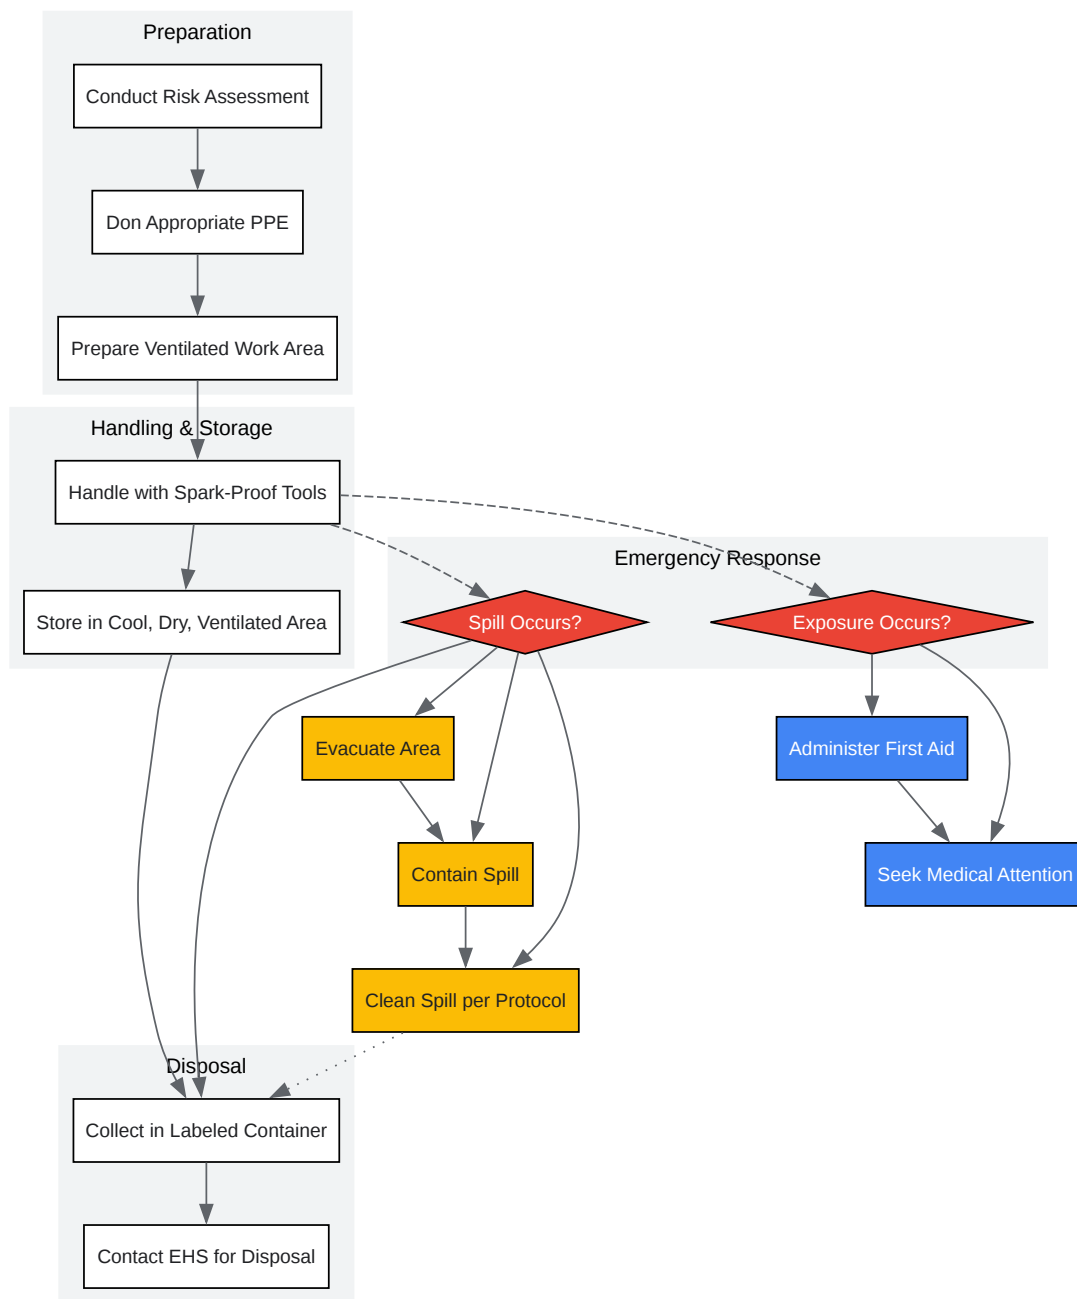 Preparation
Conduct Risk Assessment
Don Appropriate PPE
Prepare Ventilated Work Area
Handling & Storage
Handle with Spark-Proof Tools
Store in Cool, Dry, Ventilated Area
Emergency Response
Spill Occurs?
Exposure Occurs?
Evacuate Area
Administer First Aid
Contain Spill
Seek Medical Attention
Clean Spill per Protocol
Disposal
Collect in Labeled Container
Contact EHS for Disposal